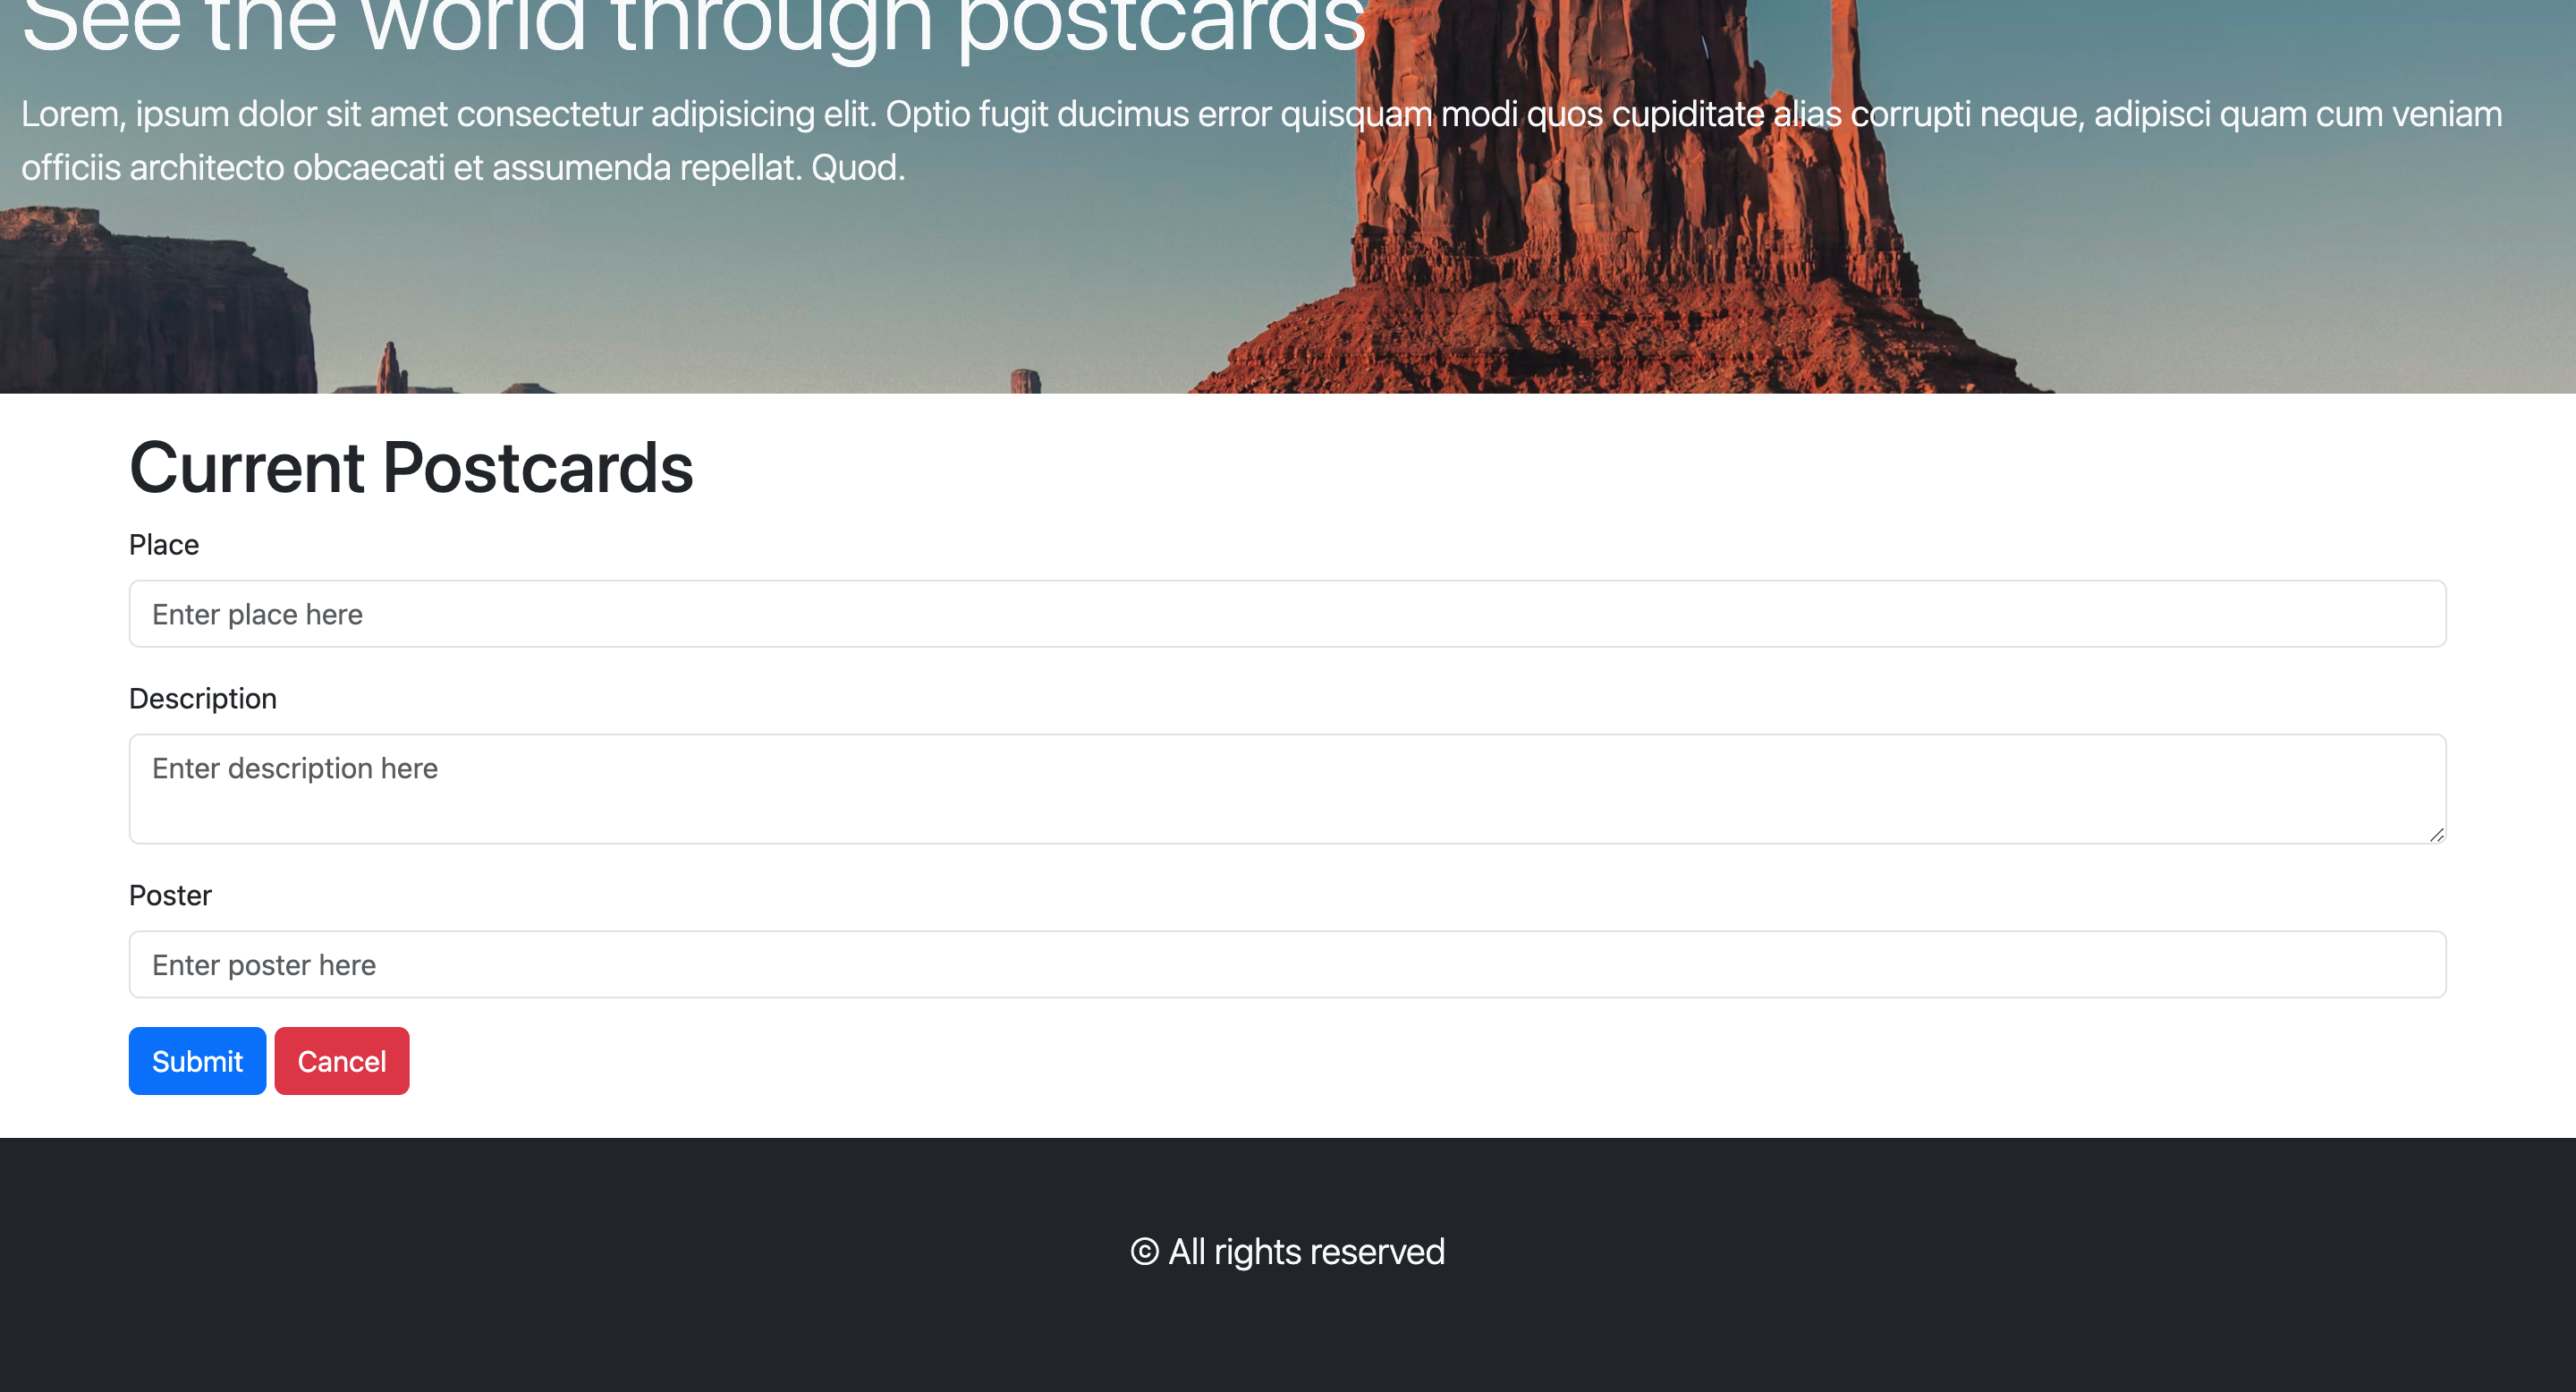 See the world through postcards
Lorem, ipsum dolor sit amet consectetur adipisicing elit. Optio fugit ducimus error quisquam modi quos cupiditate alias corrupti neque, adipisci quam cum veniam
officiis architecto obcaecati et assumenda repellat. Quod.
Current Postcards
Place
Enter place here
Description
Enter description here
Poster
Enter poster here
Submit Cancel
© All rights reserved